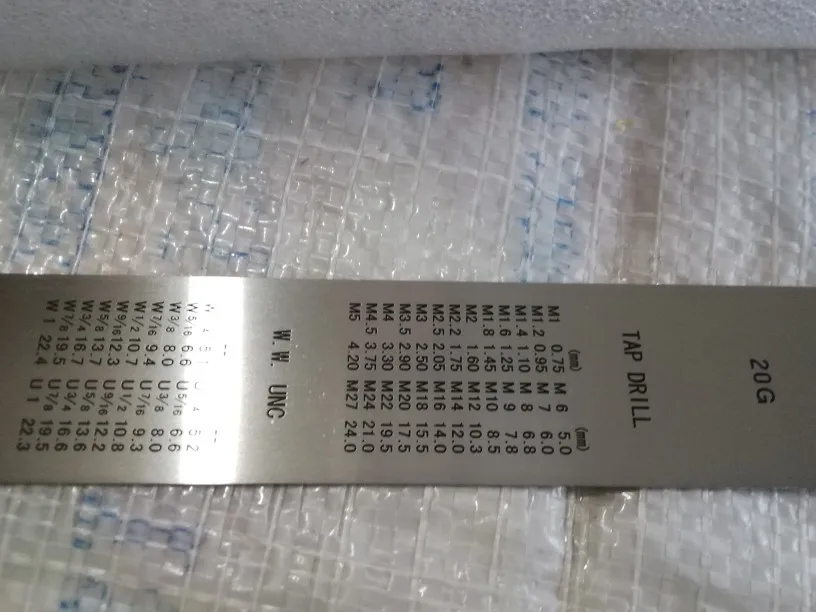 20G
TAP DRILL
(mm) (mm)
M1 0.75 M 6 5.0
M1.2 0.95 M 7 6.0
M1.4 1.10 M 8 6.8
M1.6 1.25 M 9 7.8
M1.8 1.45 M10 8.5
M2 1.60 M12 10.3
M2.2 1.75 M14 12.0
M2.5 2.05 M16 14.0
M3 2.50 M18 15.5
M3.5 2.90 M20 17.5
M4 3.30 M22 19.5
M4.5 3.75 M24 21.0
M5 4.20 M27 24.0
W.W. UNC
5.2
W5/16 6.6 U5/16 6.6
W3/8 8.0 U3/8 8.0
W7/16 9.4 U7/16 9.3
W1/2 10.7 U1/2 10.8
W9/16 12.3 U9/16 12.2
W5/8 13.7 U5/8 13.6
W3/4 16.7 U3/4 16.6
W7/8 19.5 U7/8 19.5
W 1 22.4 U 1 22.3